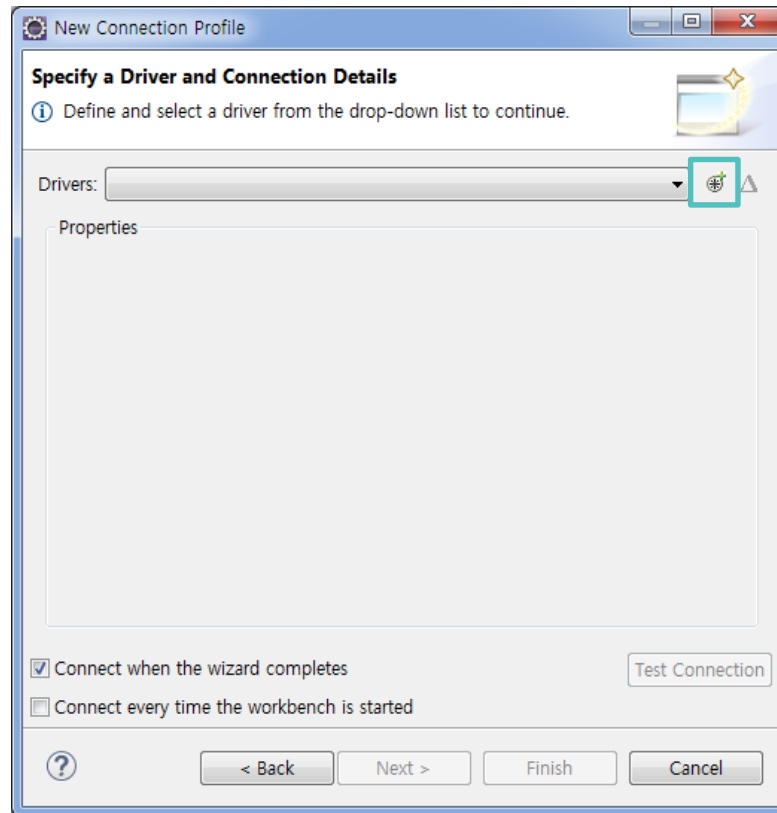 New Connection Profile
Specify a Driver and Connection Details
Define and select a driver from the drop-down list to continue.
Drivers:
Properties
Connect when the wizard completes
Test Connection
Connect every time the workbench is started
< Back
Next >
Finish
Cancel